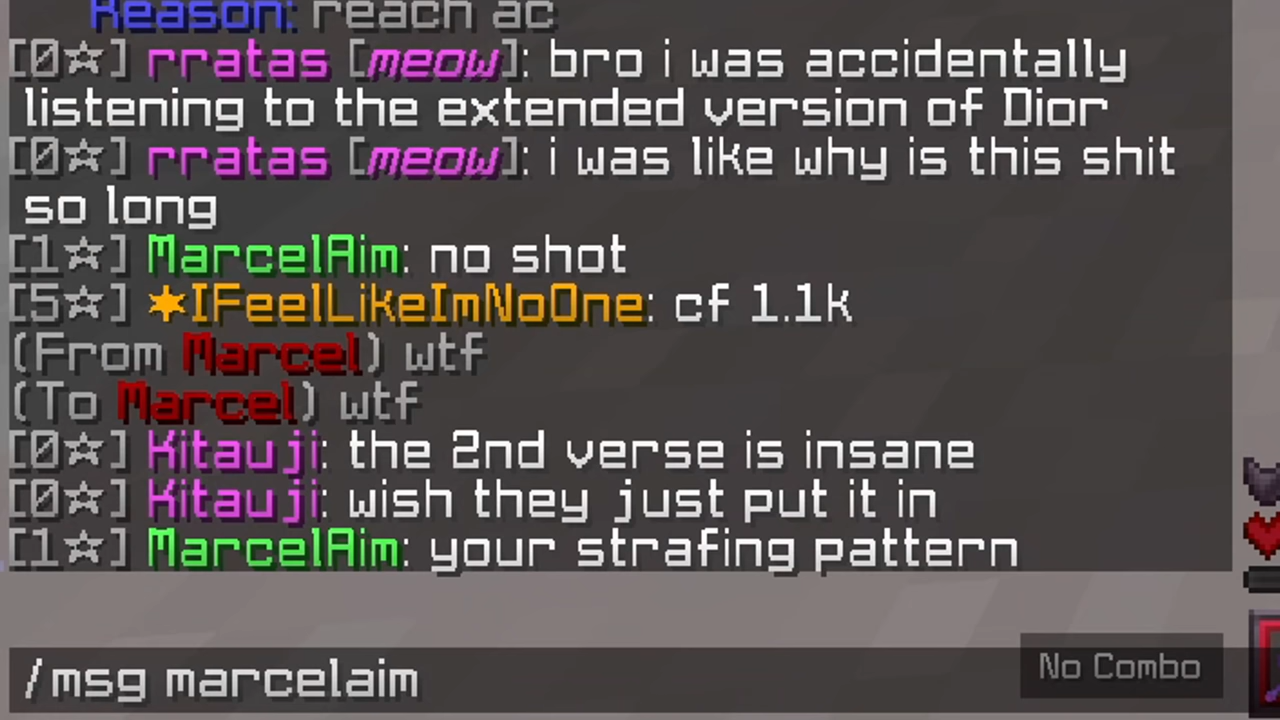 Reason: reach ac
[0☆] rratas [meow]: bro i was accidentally
listening to the extended version of Dior
[0☆] rratas [meow]: i was like why is this shit
so long
[1☆] MarcelAim: no shot
[5☆] ✶IFeelLikeImNoOne: cf 1.1k
(From Marcel) wtf
(To Marcel) wtf
[0☆] Kitauji: the 2nd verse is insane
[0☆] Kitauji: wish they just put it in
[1☆] MarcelAim: your strafing pattern
No Combo
/msg marcelaim